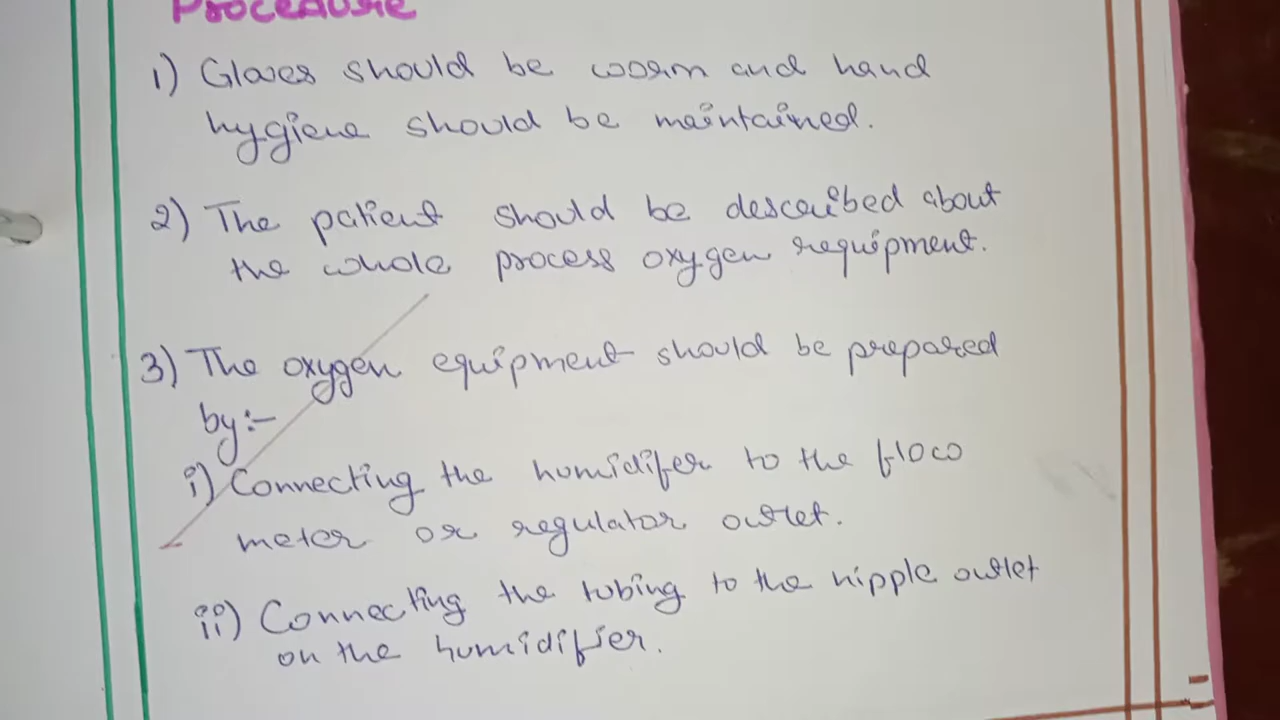 Procedure
1) Gloves should be worm and hand
hygiene should be maintained.
2) The patient should be described about
the whole process oxygen requipment.
3) The oxygen equipment should be prepared
by:-
i) Connecting the humidifer to the flow
meter or regulator outlet.
ii) Connecting the tubing to the nipple outlet
on the humidifier.